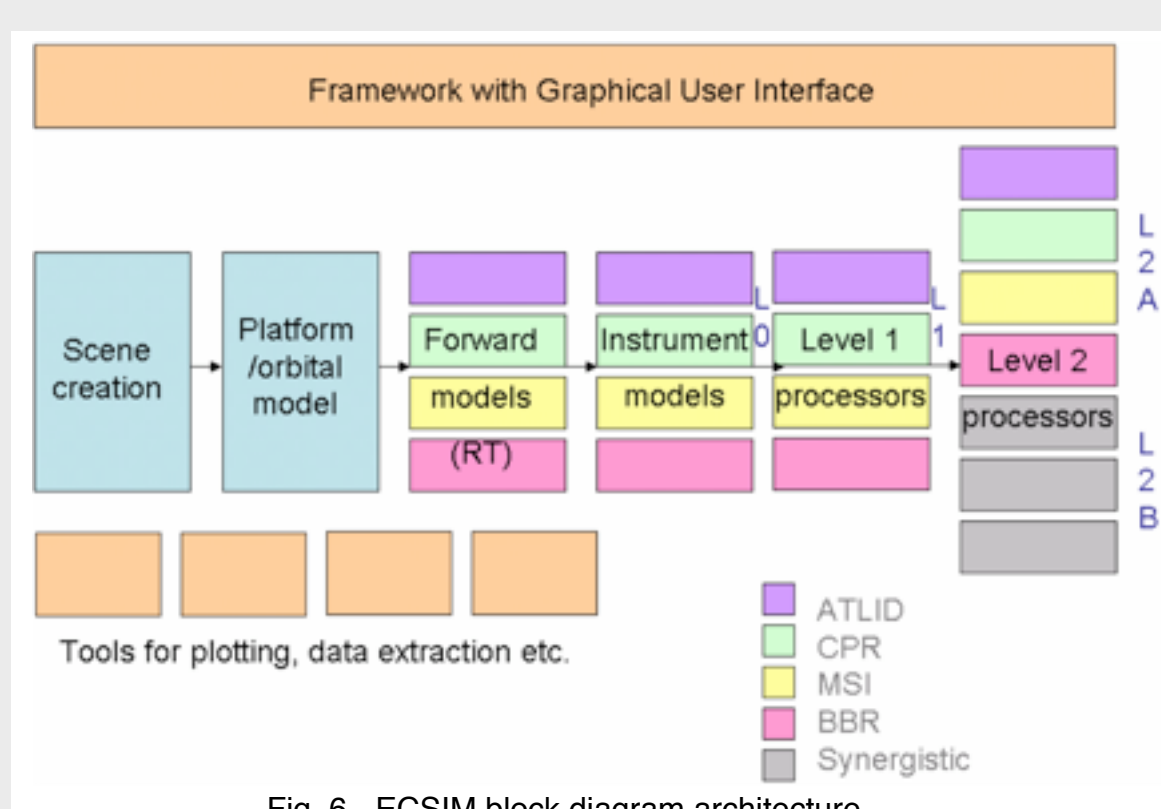 Framework with Graphical User Interface
Scene
creation
Platform
/orbital
model
Forward
models
(RT)
Instrument
models
L
0
Level 1
processors
L
1
Level 2
processors
L
2
A
L
2
B
Tools for plotting, data extraction etc.
ATLID
CPR
MSI
BBR
Synergistic
Fig. 6 - ECSIM block diagram architecture